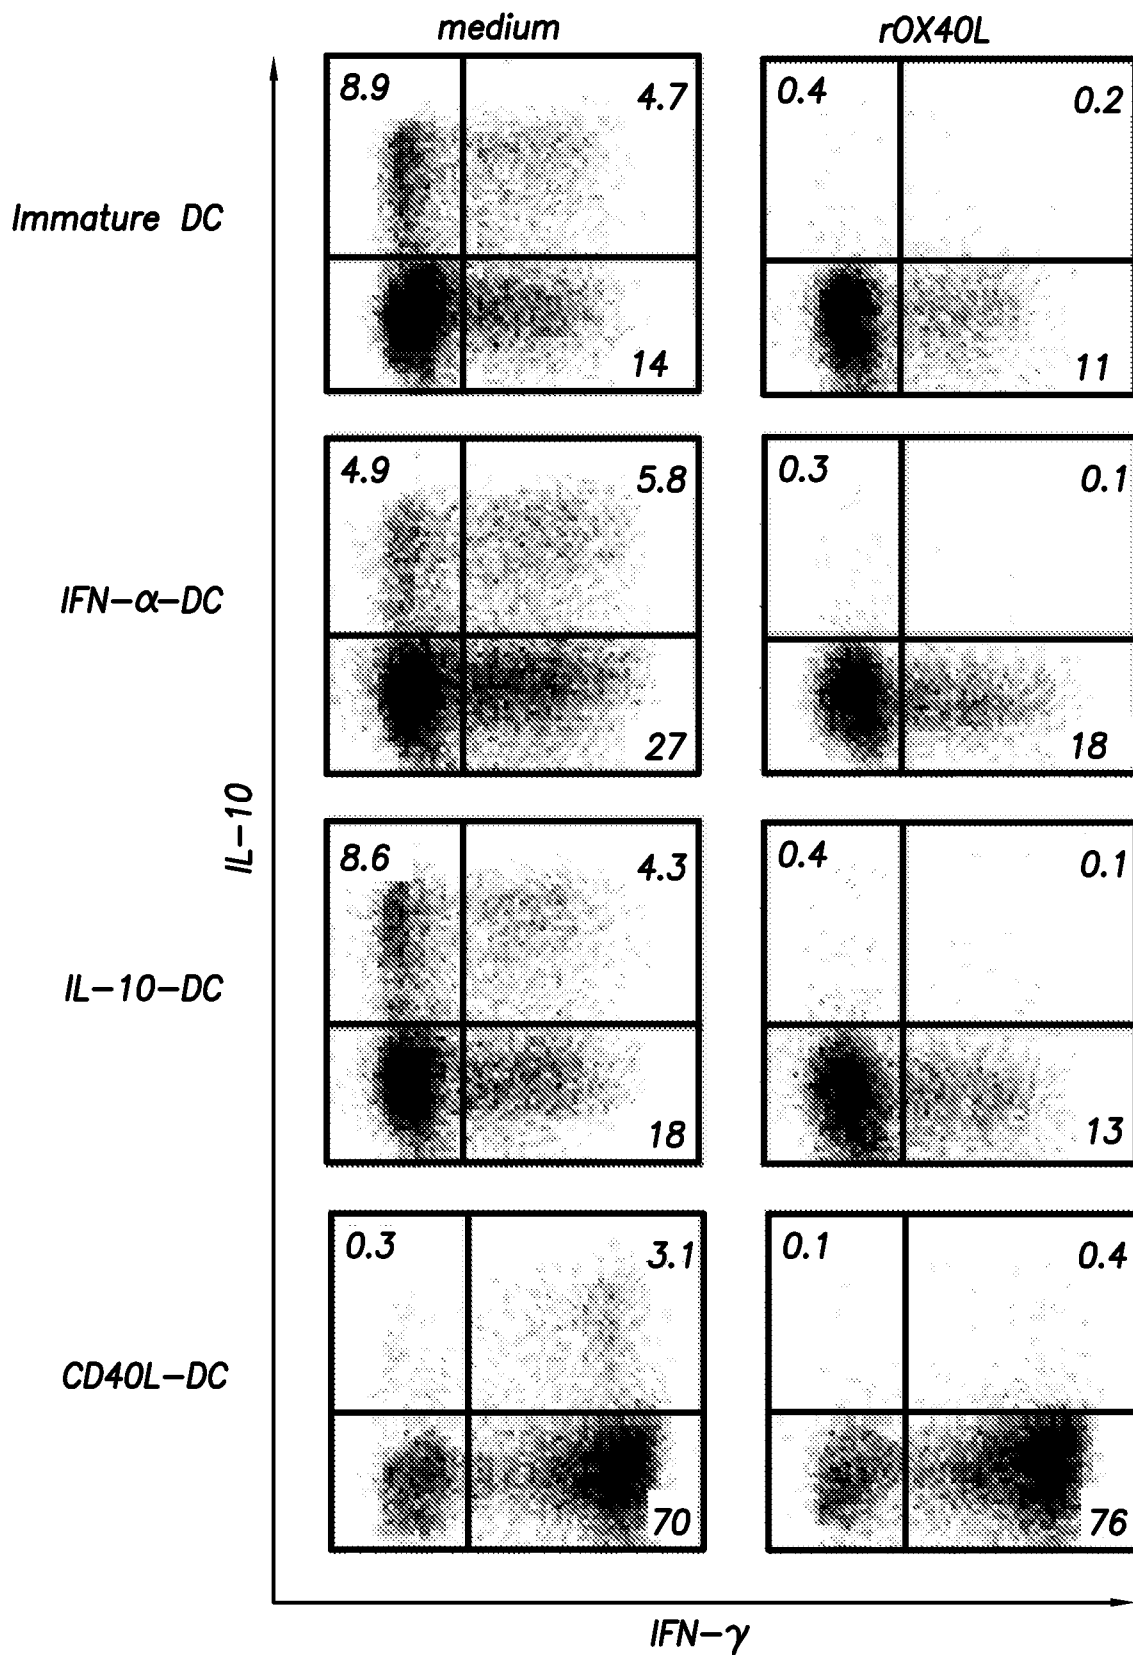 medium rOX40L
8.9 4.7 0.4 0.2
Immature DC
14 11
4.9 5.8 0.3 0.1
IFN-α-DC
27 18
IL-10
8.6 4.3 0.4 0.1
IL-10-DC
18 13
0.3 3.1 0.1 0.4
CD40L-DC
70 76
IFN-γ